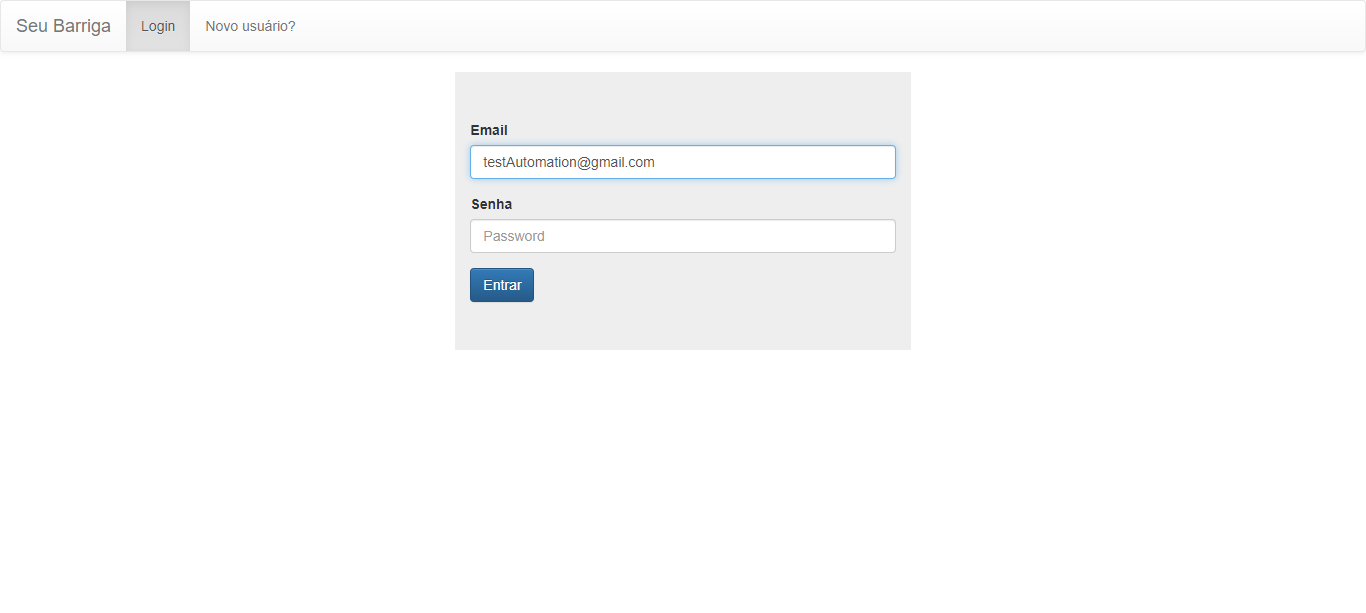 Seu Barriga Login Novo usuário?
Email
testAutomation@gmail.com
Senha
Password
Entrar